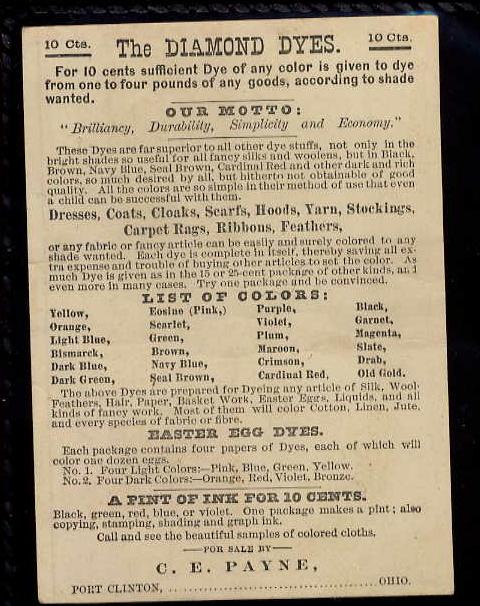 10 Cts. The DIAMOND DYES. 10 Cts.
For 10 cents sufficient Dye of any color is given to dye
from one to four pounds of any goods, according to shade
wanted.
OUR MOTTO:
"Brilliancy, Durability, Simplicity and Economy."
These Dyes are far superior to all other dye stuffs, not only in the
bright shades so useful for all fancy silks and woolens, but in Black,
Brown, Navy Blue, Seal Brown, Cardinal Red and other dark and rich
colors, so much desired by all, but hitherto not obtainable of good
quality. All the colors are so simple in their method of use that even
a child can be successful with them.
Dresses, Coats, Cloaks, Scarfs, Hoods, Yarn, Stockings,
Carpet Rags, Ribbons, Feathers,
or any fabric or fancy article can be easily and surely colored to any
shade wanted. Each dye is complete in itself, thereby saving all ex-
tra expense and trouble of buying other articles to set the color. As
much Dye is given as in the 15 or 25-cent package of other kinds, and
even more in many cases. Try one package and be convinced.
LIST OF COLORS:
Yellow, Eosine (Pink,) Purple, Black,
Orange, Scarlet, Violet, Garnet,
Light Blue, Green, Plum, Magenta,
Bismarck, Brown, Maroon, Slate,
Dark Blue, Navy Blue, Crimson, Drab,
Dark Green, Seal Brown, Cardinal Red, Old Gold.
The above Dyes are prepared for Dyeing any article of Silk, Wool-
Feathers, Hair, Paper, Basket Work, Easter Eggs, Liquids, and all
kinds of fancy work. Most of them will color Cotton, Linen, Jute,
and every species of fabric or fibre.
EASTER EGG DYES.
Each package contains four papers of Dyes, each of which will
color one dozen eggs.
No. 1. Four Light Colors:—Pink, Blue, Green, Yellow.
No. 2. Four Dark Colors:—Orange, Red, Violet, Bronze.
A PINT OF INK FOR 10 CENTS.
Black, green, red, blue, or violet. One package makes a pint; also
copying, stamping, shading and graph ink.
Call and see the beautiful samples of colored cloths.
—FOR SALE BY—
C. E. PAYNE,
PORT CLINTON, ........................................ OHIO.